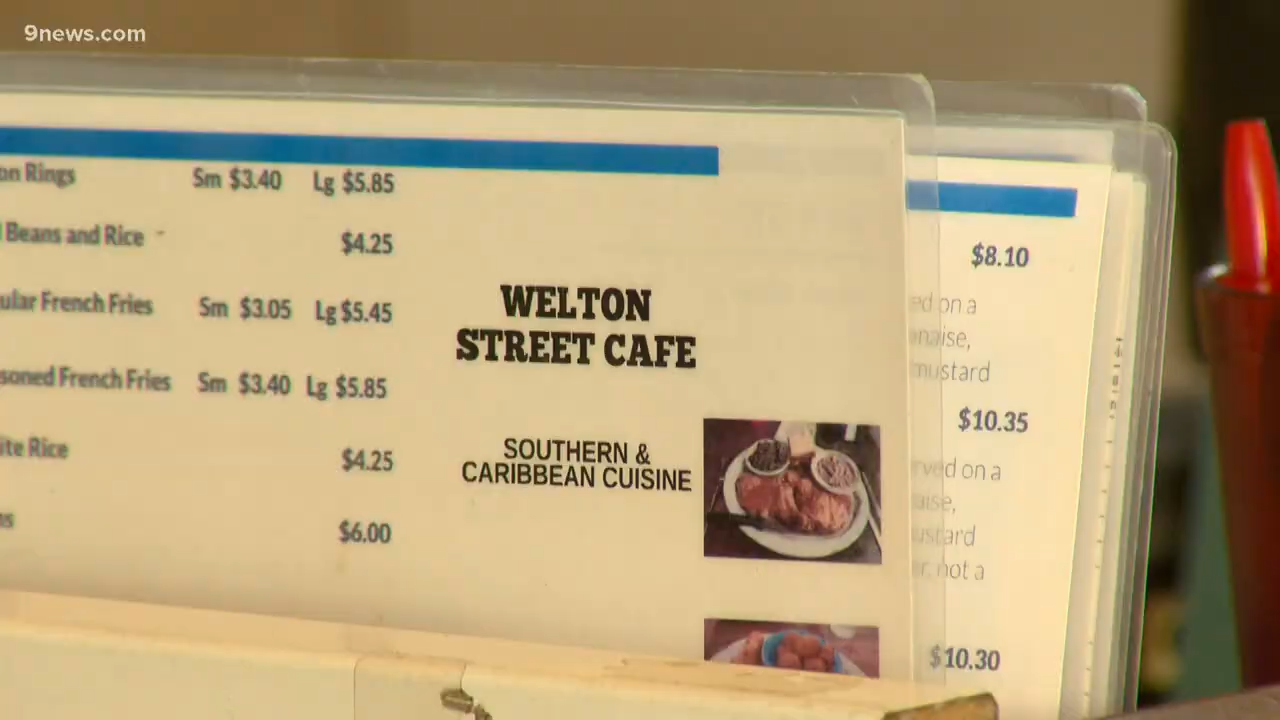 9news.com
on Rings Sm $3.40 Lg $5.85
Beans and Rice $4.25
ular French Fries Sm $3.05 Lg $5.45
soned French Fries Sm $3.40 Lg $5.85
ite Rice $4.25
$6.00
WELTON
STREET CAFE
SOUTHERN &
CARIBBEAN CUISINE
$8.10
ed on a
naise,
mustard
$10.35
rved on a
aise,
ustard
not a
$10.30